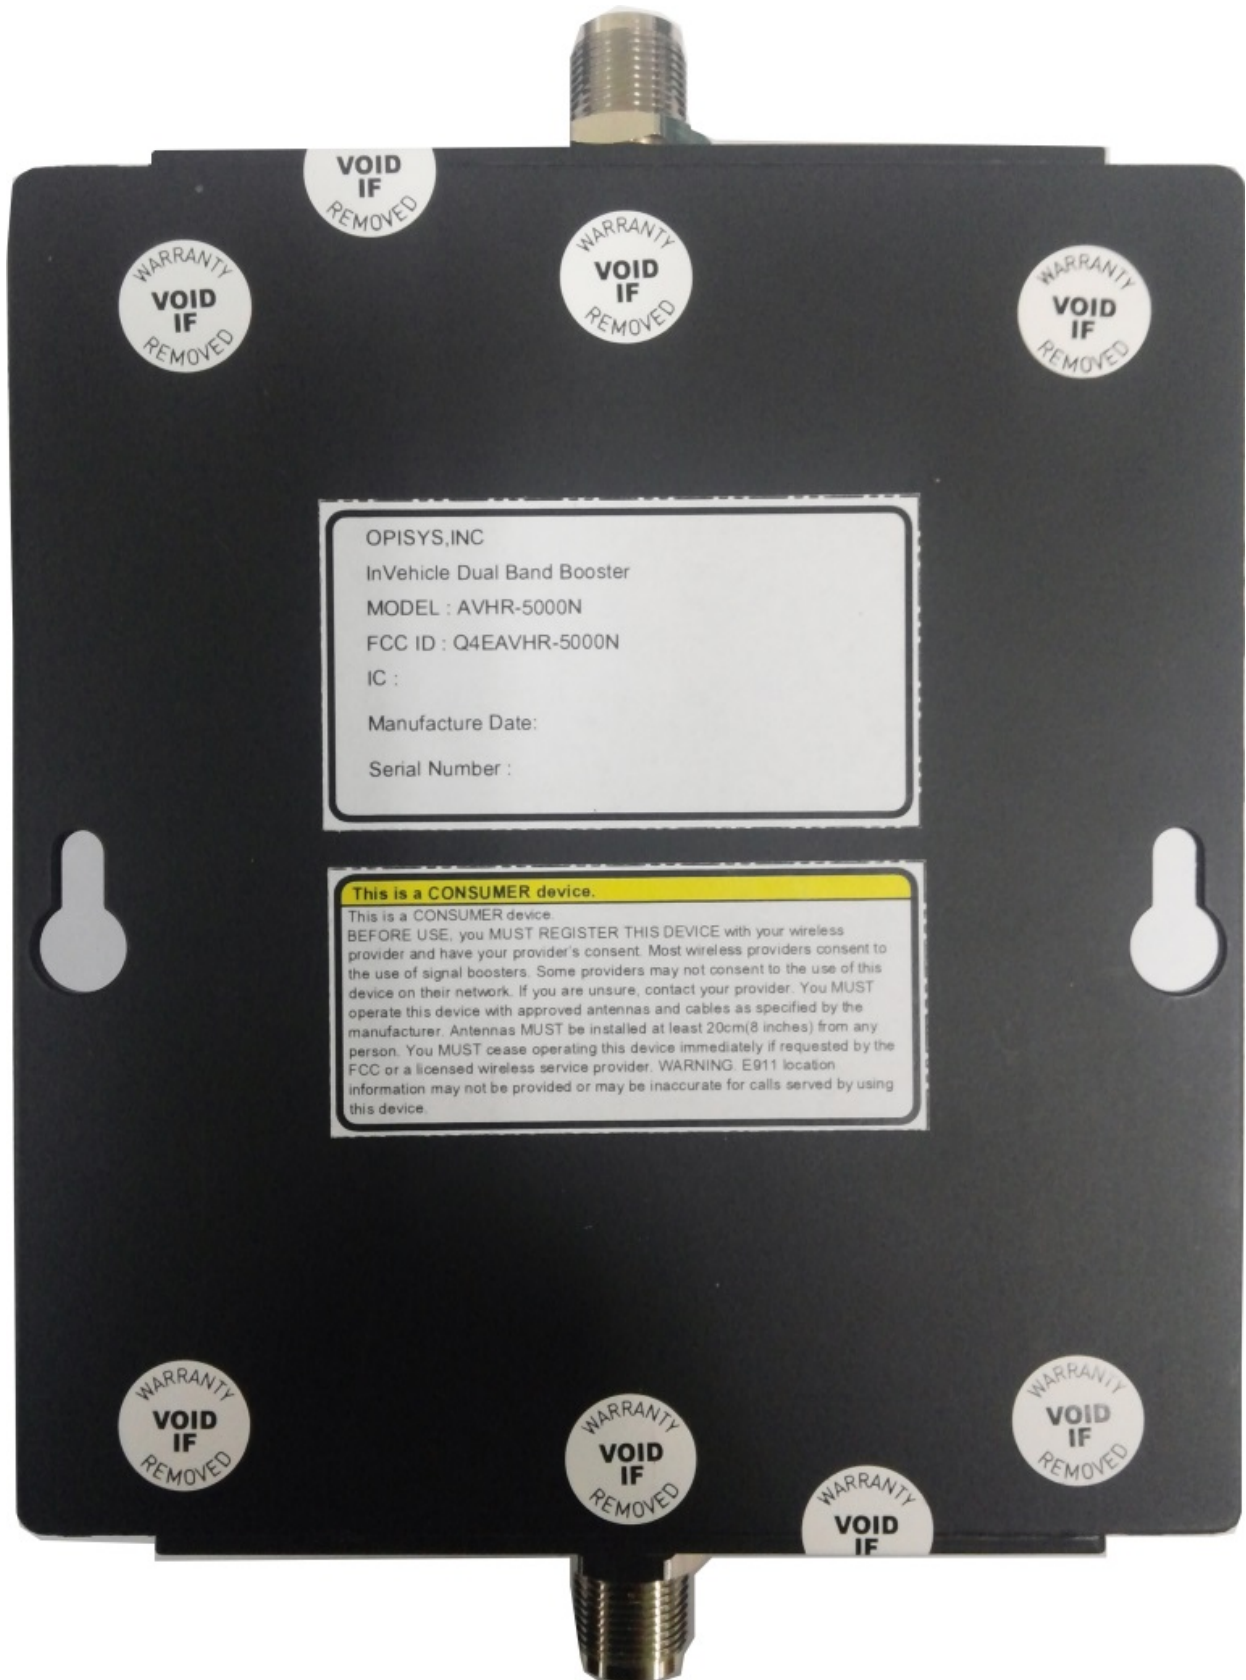 VOID
IF
REMOVED
WARRANTY
VOID
IF
REMOVED
WARRANTY
VOID
IF
REMOVED
WARRANTY
VOID
IF
REMOVED
OPISYS,INC
InVehicle Dual Band Booster
MODEL : AVHR-5000N
FCC ID : Q4EAVHR-5000N
IC :
Manufacture Date:
Serial Number :
This is a CONSUMER device.
This is a CONSUMER device.
BEFORE USE, you MUST REGISTER THIS DEVICE with your wireless
provider and have your provider's consent. Most wireless providers consent to
the use of signal boosters. Some providers may not consent to the use of this
device on their network. If you are unsure, contact your provider. You MUST
operate this device with approved antennas and cables as specified by the
manufacturer. Antennas MUST be installed at least 20cm(8 inches) from any
person. You MUST cease operating this device immediately if requested by the
FCC or a licensed wireless service provider. WARNING. E911 location
information may not be provided or may be inaccurate for calls served by using
this device.
WARRANTY
VOID
IF
REMOVED
WARRANTY
VOID
IF
REMOVED
WARRANTY
VOID
IF
REMOVED
WARRANTY
VOID
IF